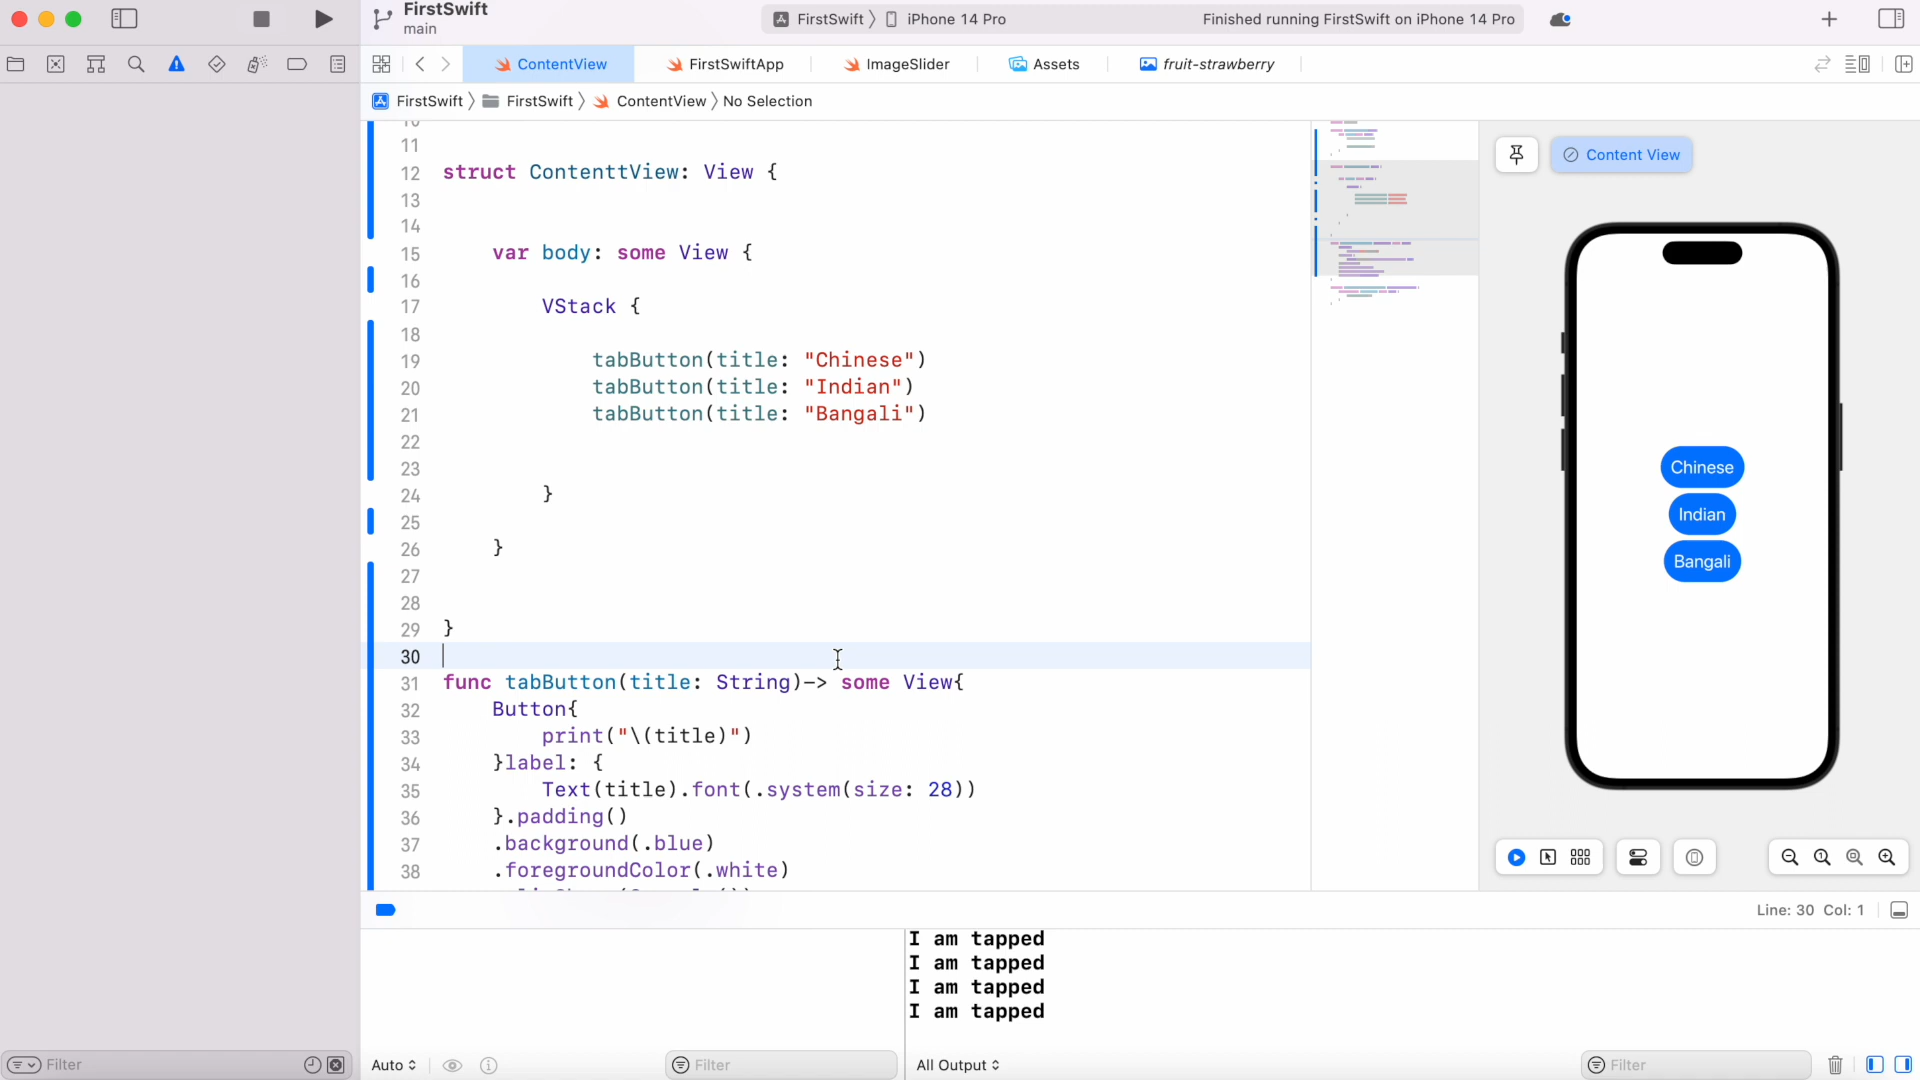 FirstSwift
main
FirstSwift 〉 iPhone 14 Pro
Finished running FirstSwift on iPhone 14 Pro
ContentView
FirstSwiftApp
ImageSlider
Assets
fruit-strawberry
FirstSwift 〉 FirstSwift 〉 ContentView 〉 No Selection
10
11
12 struct ContenttView: View {
13
14
15 var body: some View {
16
17 VStack {
18
19 tabButton(title: "Chinese")
20 tabButton(title: "Indian")
21 tabButton(title: "Bangali")
22
23
24 }
25
26 }
27
28
29 }
30
31 func tabButton(title: String)-> some View{
32 Button{
33 print("\(title)")
34 }label: {
35 Text(title).font(.system(size: 28))
36 }.padding()
37 .background(.blue)
38 .foregroundColor(.white)
Content View
Chinese
Indian
Bangali
Line: 30 Col: 1
I am tapped
I am tapped
I am tapped
I am tapped
Filter
Auto
Filter
All Output
Filter